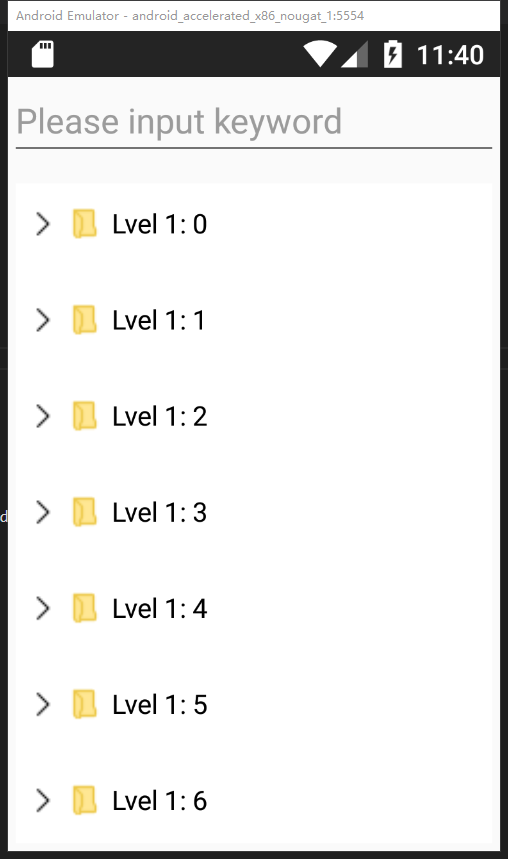 Android Emulator - android_accelerated_x86_nougat_1:5554
11:40
Please input keyword
Lvel 1: 0
Lvel 1: 1
Lvel 1: 2
Lvel 1: 3
d
Lvel 1: 4
Lvel 1: 5
Lvel 1: 6